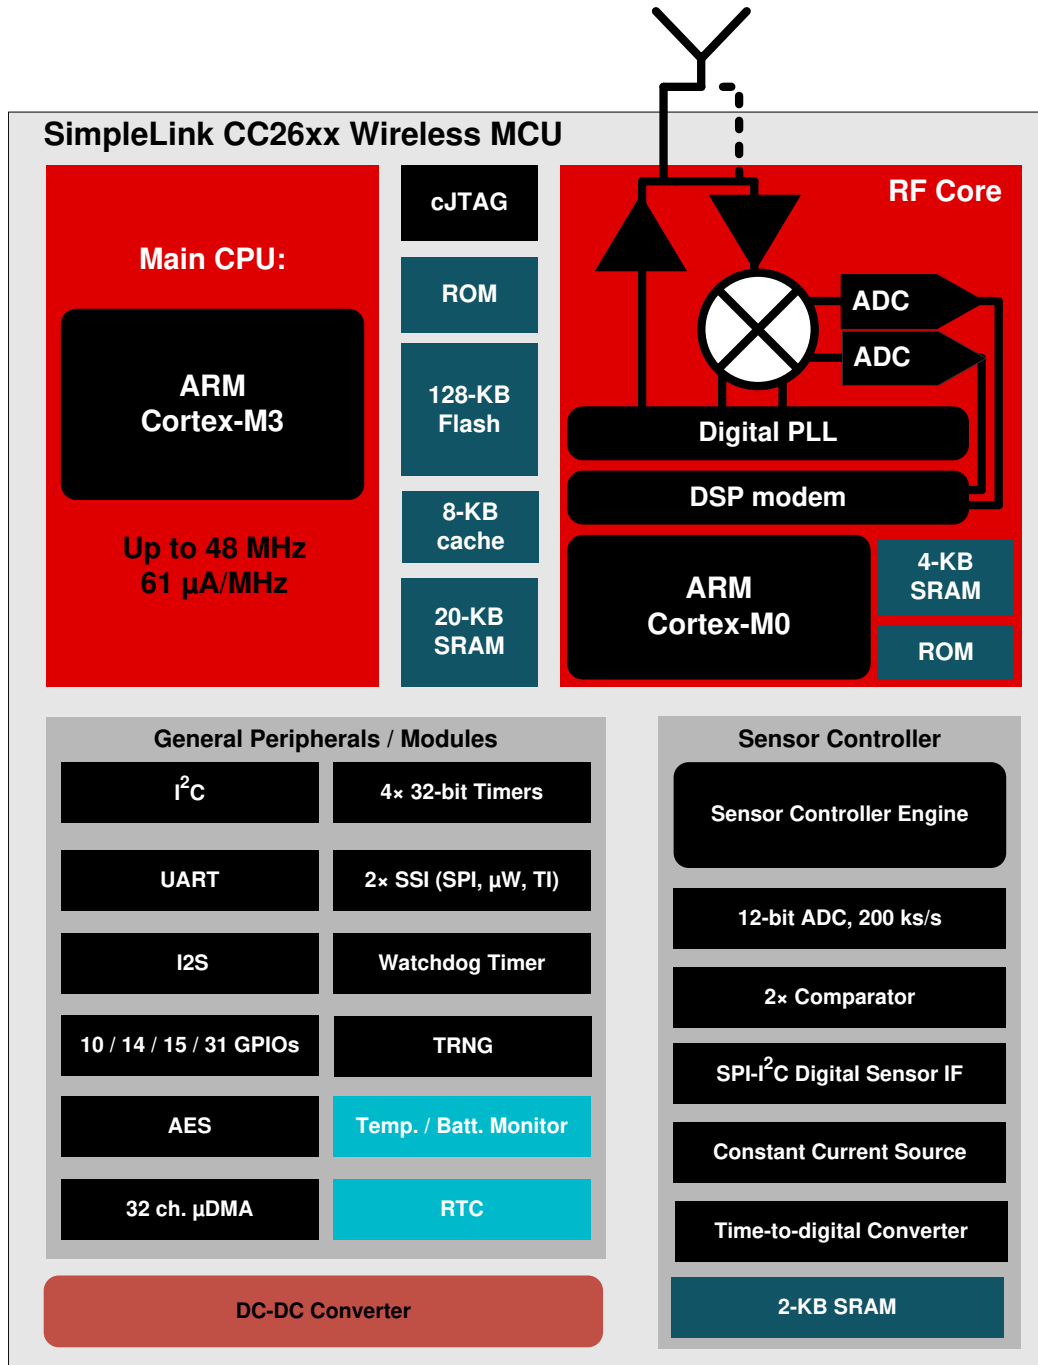 SimpleLink CC26xx Wireless MCU
Main CPU:
ARM
Cortex-M3
Up to 48 MHz
61 µA/MHz
cJTAG
ROM
128-KB
Flash
8-KB
cache
20-KB
SRAM
RF Core
ADC
ADC
Digital PLL
DSP modem
ARM
Cortex-M0
4-KB
SRAM
ROM
General Peripherals / Modules
I²C
4× 32-bit Timers
UART
2× SSI (SPI, µW, TI)
I2S
Watchdog Timer
10 / 14 / 15 / 31 GPIOs
TRNG
AES
Temp. / Batt. Monitor
32 ch. µDMA
RTC
Sensor Controller
Sensor Controller Engine
12-bit ADC, 200 ks/s
2× Comparator
SPI-I²C Digital Sensor IF
Constant Current Source
Time-to-digital Converter
2-KB SRAM
DC-DC Converter